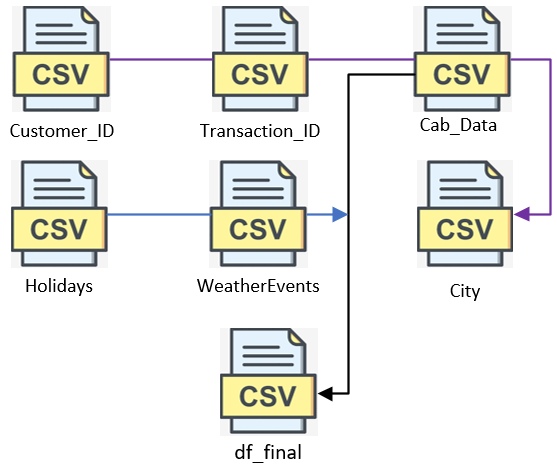 CSV
CSV
CSV
Customer_ID
Transaction_ID
Cab_Data
CSV
CSV
CSV
Holidays
WeatherEvents
City
CSV
df_final